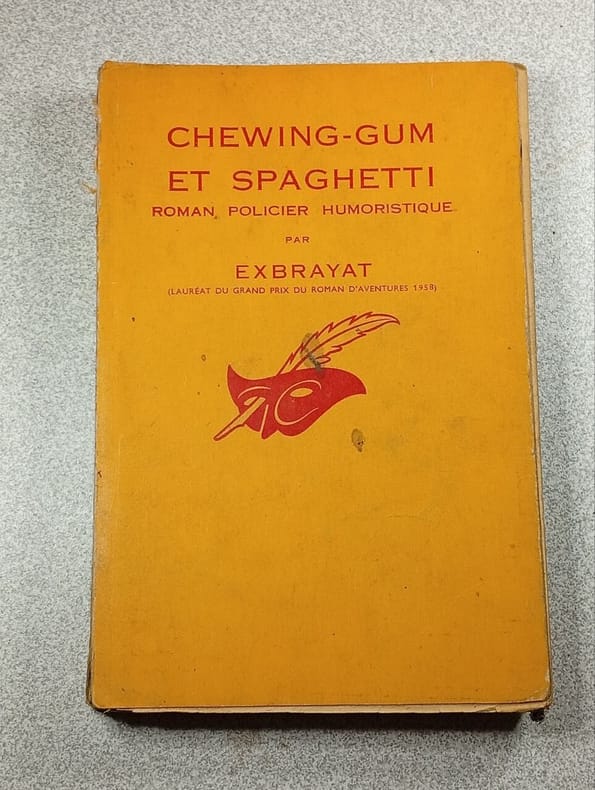 CHEWING-GUM
ET SPAGHETTI
ROMAN POLICIER HUMORISTIQUE
PAR
EXBRAYAT
(LAURÉAT DU GRAND PRIX DU ROMAN D'AVENTURES 1958)